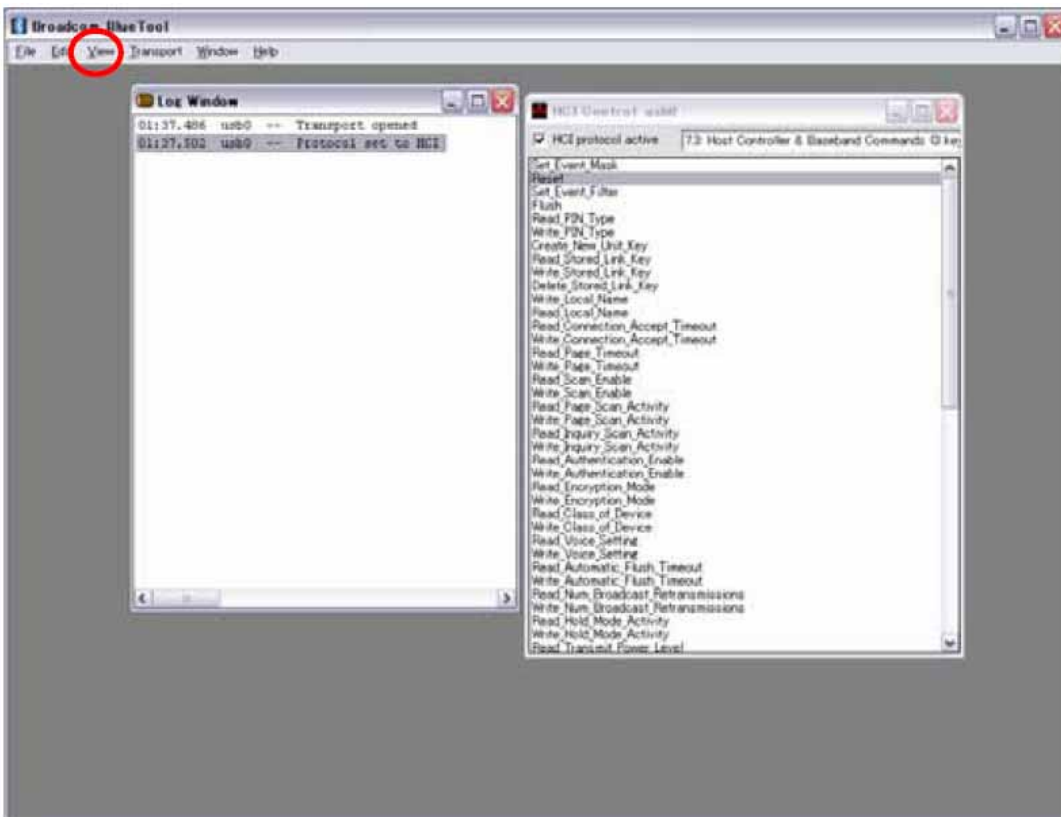 Broadcom BlueTool
File Edit View Transport Window Help
Log Window
01:37.486 usb0 -- Transport opened
01:37.502 usb0 -- Protocol set to HCI
HCI Control usb0
HCI protocol active 7.3: Host Controller & Baseband Commands
Set_Event_Mask
Reset
Set_Event_Filter
Flush
Read_PIN_Type
Write_PIN_Type
Create_New_Unit_Key
Read_Stored_Link_Key
Write_Stored_Link_Key
Delete_Stored_Link_Key
Write_Local_Name
Read_Local_Name
Read_Connection_Accept_Timeout
Write_Connection_Accept_Timeout
Read_Page_Timeout
Write_Page_Timeout
Read_Scan_Enable
Write_Scan_Enable
Read_Page_Scan_Activity
Write_Page_Scan_Activity
Read_Inquiry_Scan_Activity
Write_Inquiry_Scan_Activity
Read_Authentication_Enable
Write_Authentication_Enable
Read_Encryption_Mode
Write_Encryption_Mode
Read_Class_of_Device
Write_Class_of_Device
Read_Voice_Setting
Write_Voice_Setting
Read_Automatic_Flush_Timeout
Write_Automatic_Flush_Timeout
Read_Num_Broadcast_Retransmissions
Write_Num_Broadcast_Retransmissions
Read_Hold_Mode_Activity
Write_Hold_Mode_Activity
Read_Transmit_Power_Level